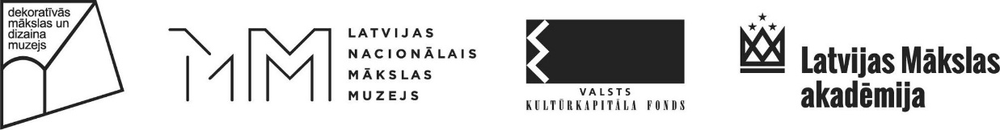 dekoratīvās
mākslas un
dizaina
muzejs
LATVIJAS
NACIONĀLAIS
MĀKSLAS
MUZEJS
VALSTS
KULTŪRKAPITĀLA FONDS
Latvijas Mākslas
akadēmija